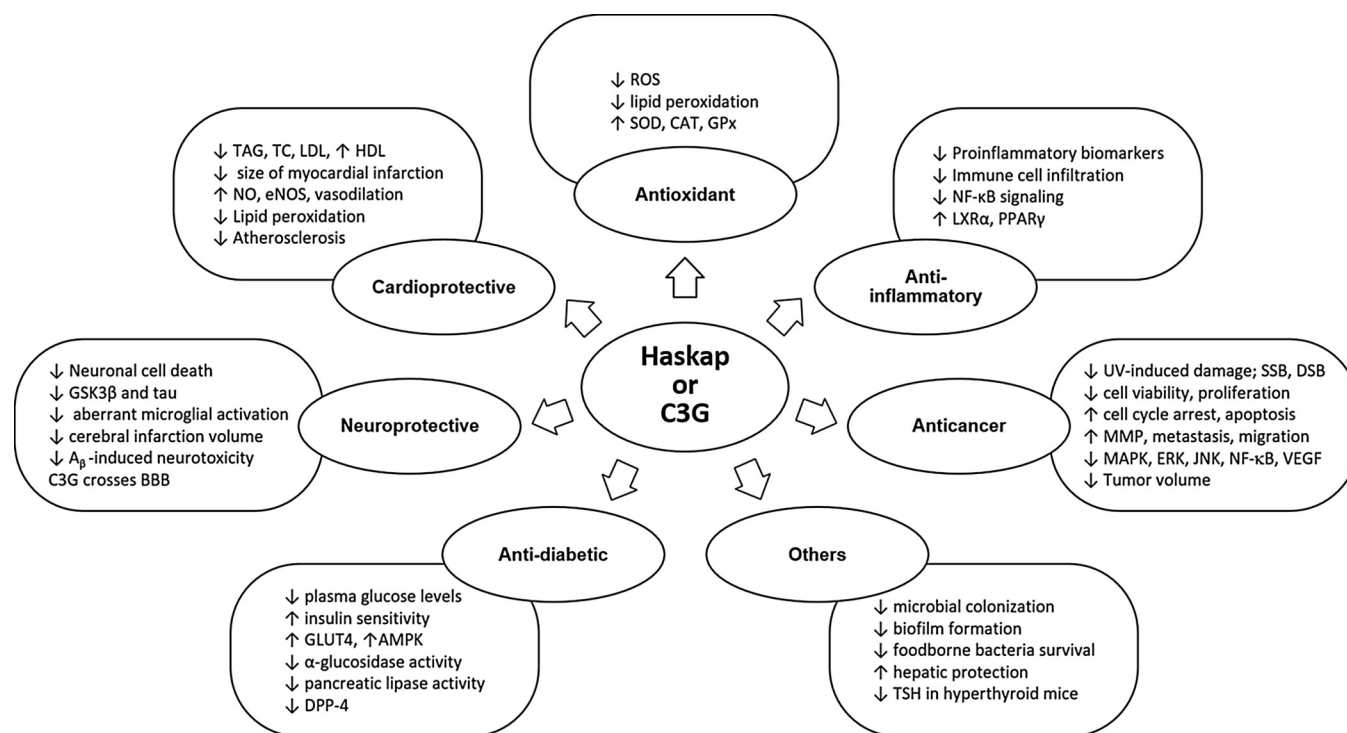 ↓ ROS
↓ lipid peroxidation
↑ SOD, CAT, GPx
Antioxidant
↓ TAG, TC, LDL, ↑ HDL
↓ size of myocardial infarction
↑ NO, eNOS, vasodilation
↓ Lipid peroxidation
↓ Atherosclerosis
Cardioprotective
↓ Proinflammatory biomarkers
↓ Immune cell infiltration
↓ NF-κB signaling
↑ LXRα, PPARγ
Anti-
inflammatory
Haskap
or
C3G
↓ Neuronal cell death
↓ GSK3β and tau
↓ aberrant microglial activation
↓ cerebral infarction volume
↓ Aβ-induced neurotoxicity
C3G crosses BBB
Neuroprotective
↓ UV-induced damage; SSB, DSB
↓ cell viability, proliferation
↑ cell cycle arrest, apoptosis
↑ MMP, metastasis, migration
↓ MAPK, ERK, JNK, NF-κB, VEGF
↓ Tumor volume
Anticancer
Anti-diabetic
↓ plasma glucose levels
↑ insulin sensitivity
↑ GLUT4, ↑AMPK
↓ α-glucosidase activity
↓ pancreatic lipase activity
↓ DPP-4
Others
↓ microbial colonization
↓ biofilm formation
↓ foodborne bacteria survival
↑ hepatic protection
↓ TSH in hyperthyroid mice